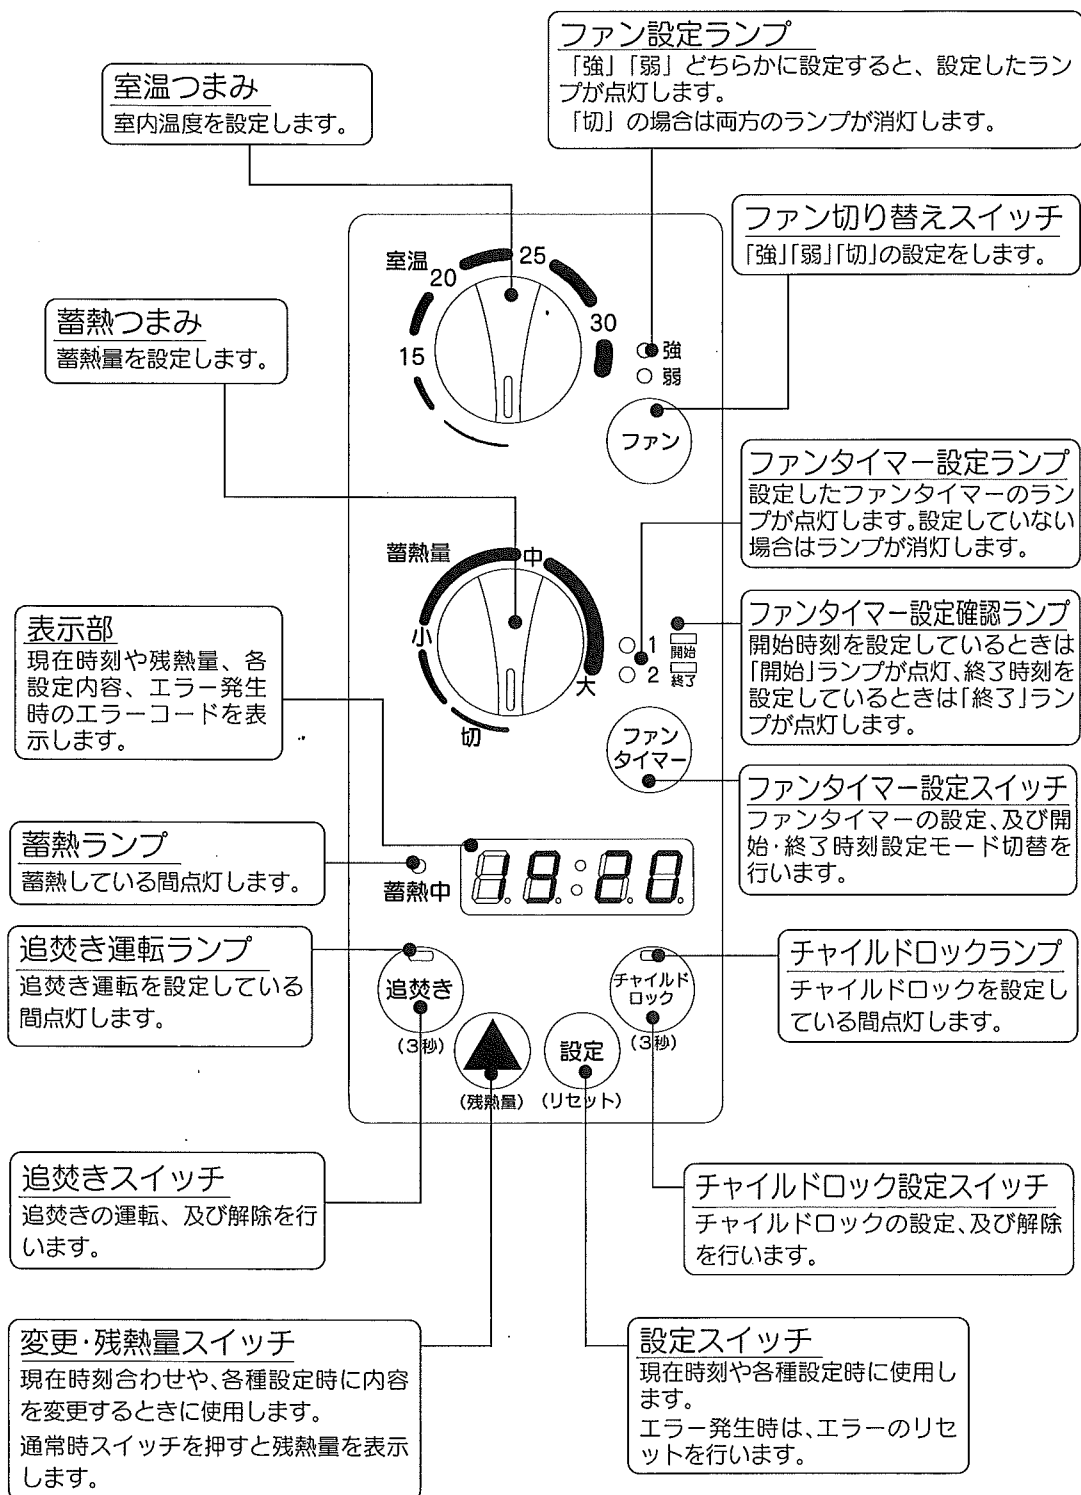 ファン設定ランプ
「強」「弱」どちらかに設定すると、設定したラン
プが点灯します。
「切」の場合は両方のランプが消灯します。
室温つまみ
室内温度を設定します。
ファン切り替えスイッチ
「強」「弱」「切」の設定をします。
蓄熱つまみ
蓄熱量を設定します。
室温
15
20
25
30
強
弱
ファン
ファンタイマー設定ランプ
設定したファンタイマーのラン
プが点灯します。設定していない
場合はランプが消灯します。
蓄熱量
切
小
中
大
1
2
開始
終了
ファン
タイマー
ファンタイマー設定確認ランプ
開始時刻を設定しているときは
「開始」ランプが点灯、終了時刻を
設定しているときは「終了」ラン
プが点灯します。
表示部
現在時刻や残熱量、各
設定内容、エラー発生
時のエラーコードを表
示します。
ファンタイマー設定スイッチ
ファンタイマーの設定、及び開
始・終了時刻設定モード切替を
行います。
蓄熱ランプ
蓄熱している間点灯します。
蓄熱中
19:20
追焚き運転ランプ
追焚き運転を設定している
間点灯します。
追焚き
(3秒)
(残熱量)
設定
(リセット)
チャイルド
ロック
(3秒)
チャイルドロックランプ
チャイルドロックを設定し
ている間点灯します。
追焚きスイッチ
追焚きの運転、及び解除を行
います。
チャイルドロック設定スイッチ
チャイルドロックの設定、及び解除
を行います。
変更・残熱量スイッチ
現在時刻合わせや、各種設定時に内容
を変更するときに使用します。
通常時スイッチを押すと残熱量を表示
します。
設定スイッチ
現在時刻や各種設定時に使用し
ます。
エラー発生時は、エラーのリセ
ットを行います。